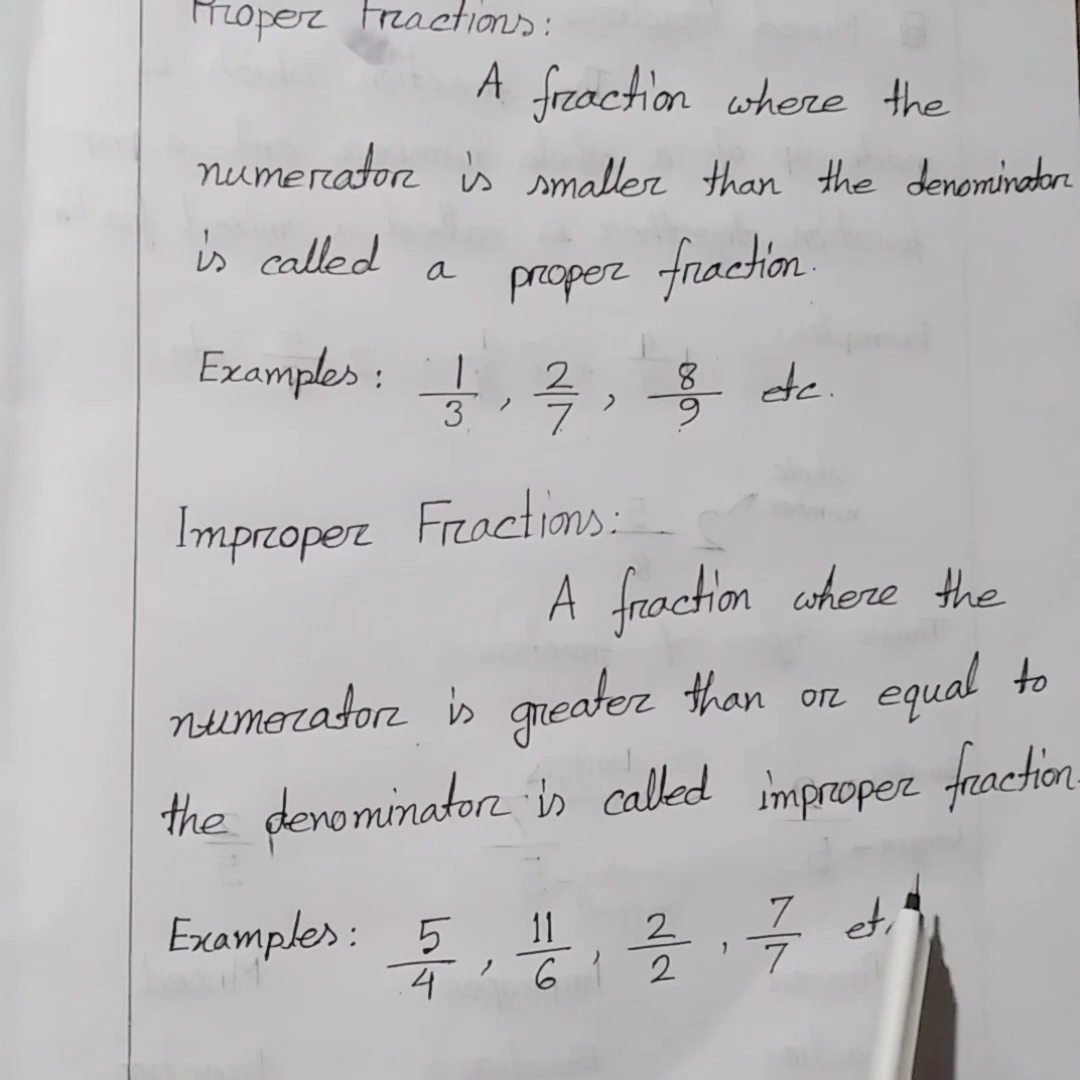 Proper Fractions:
A fraction where the
numerator is smaller than the denominator
is called a proper fraction.
Examples: 1/3, 2/7, 8/9 etc.
Improper Fractions:
A fraction where the
numerator is greater than or equal to
the denominator is called improper fraction.
Examples: 5/4, 11/6, 2/2, 7/7